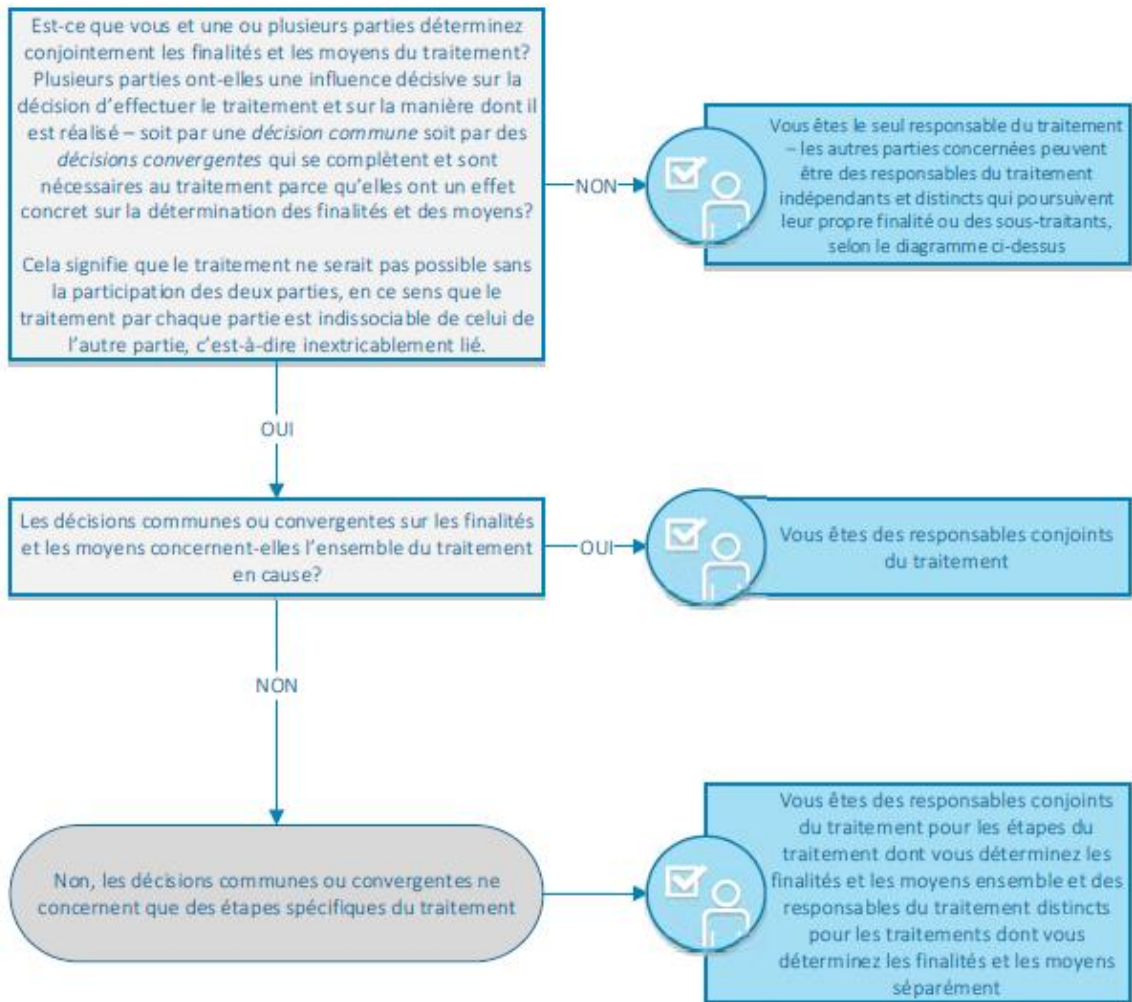 Est-ce que vous et une ou plusieurs parties déterminez
conjointement les finalités et les moyens du traitement?
Plusieurs parties ont-elles une influence décisive sur la
décision d'effectuer le traitement et sur la manière dont il
est réalisé – soit par une décision commune soit par des
décisions convergentes qui se complètent et sont
nécessaires au traitement parce qu'elles ont un effet
concret sur la détermination des finalités et des moyens?
Cela signifie que le traitement ne serait pas possible sans
la participation des deux parties, en ce sens que le
traitement par chaque partie est indissociable de celui de
l'autre partie, c'est-à-dire inextricablement lié.
NON
Vous êtes le seul responsable du traitement
– les autres parties concernées peuvent
être des responsables du traitement
indépendants et distincts qui poursuivent
leur propre finalité ou des sous-traitants,
selon le diagramme ci-dessus
OUI
Les décisions communes ou convergentes sur les finalités
et les moyens concernent-elles l'ensemble du traitement
en cause?
OUI
Vous êtes des responsables conjoints
du traitement
NON
Non, les décisions communes ou convergentes ne
concernent que des étapes spécifiques du traitement
Vous êtes des responsables conjoints
du traitement pour les étapes du
traitement dont vous déterminez les
finalités et les moyens ensemble et des
responsables du traitement distincts
pour les traitements dont vous
déterminez les finalités et les moyens
séparément